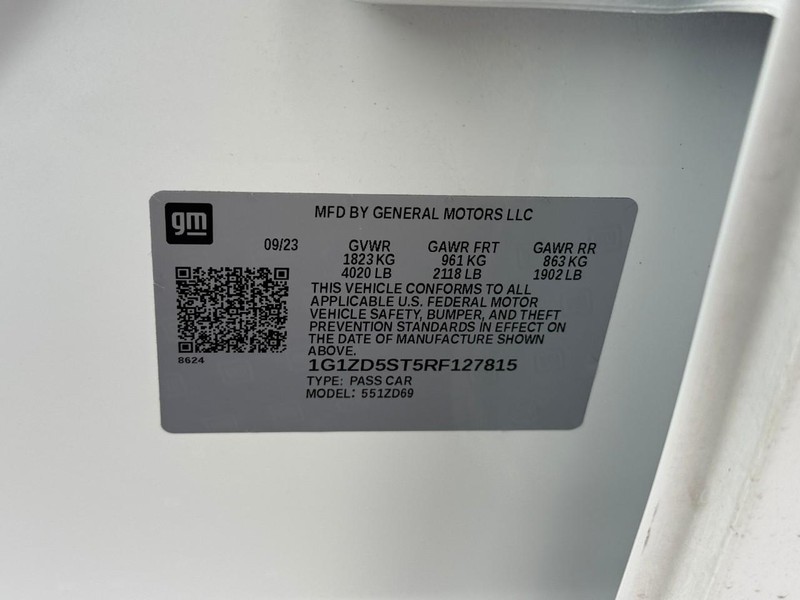 gm
MFD BY GENERAL MOTORS LLC
09/23 GVWR GAWR FRT GAWR RR
1823 KG 961 KG 863 KG
4020 LB 2118 LB 1902 LB
THIS VEHICLE CONFORMS TO ALL
APPLICABLE U.S. FEDERAL MOTOR
VEHICLE SAFETY, BUMPER, AND THEFT
PREVENTION STANDARDS IN EFFECT ON
THE DATE OF MANUFACTURE SHOWN
ABOVE.
8624
1G1ZD5ST5RF127815
TYPE: PASS CAR
MODEL: 551ZD69